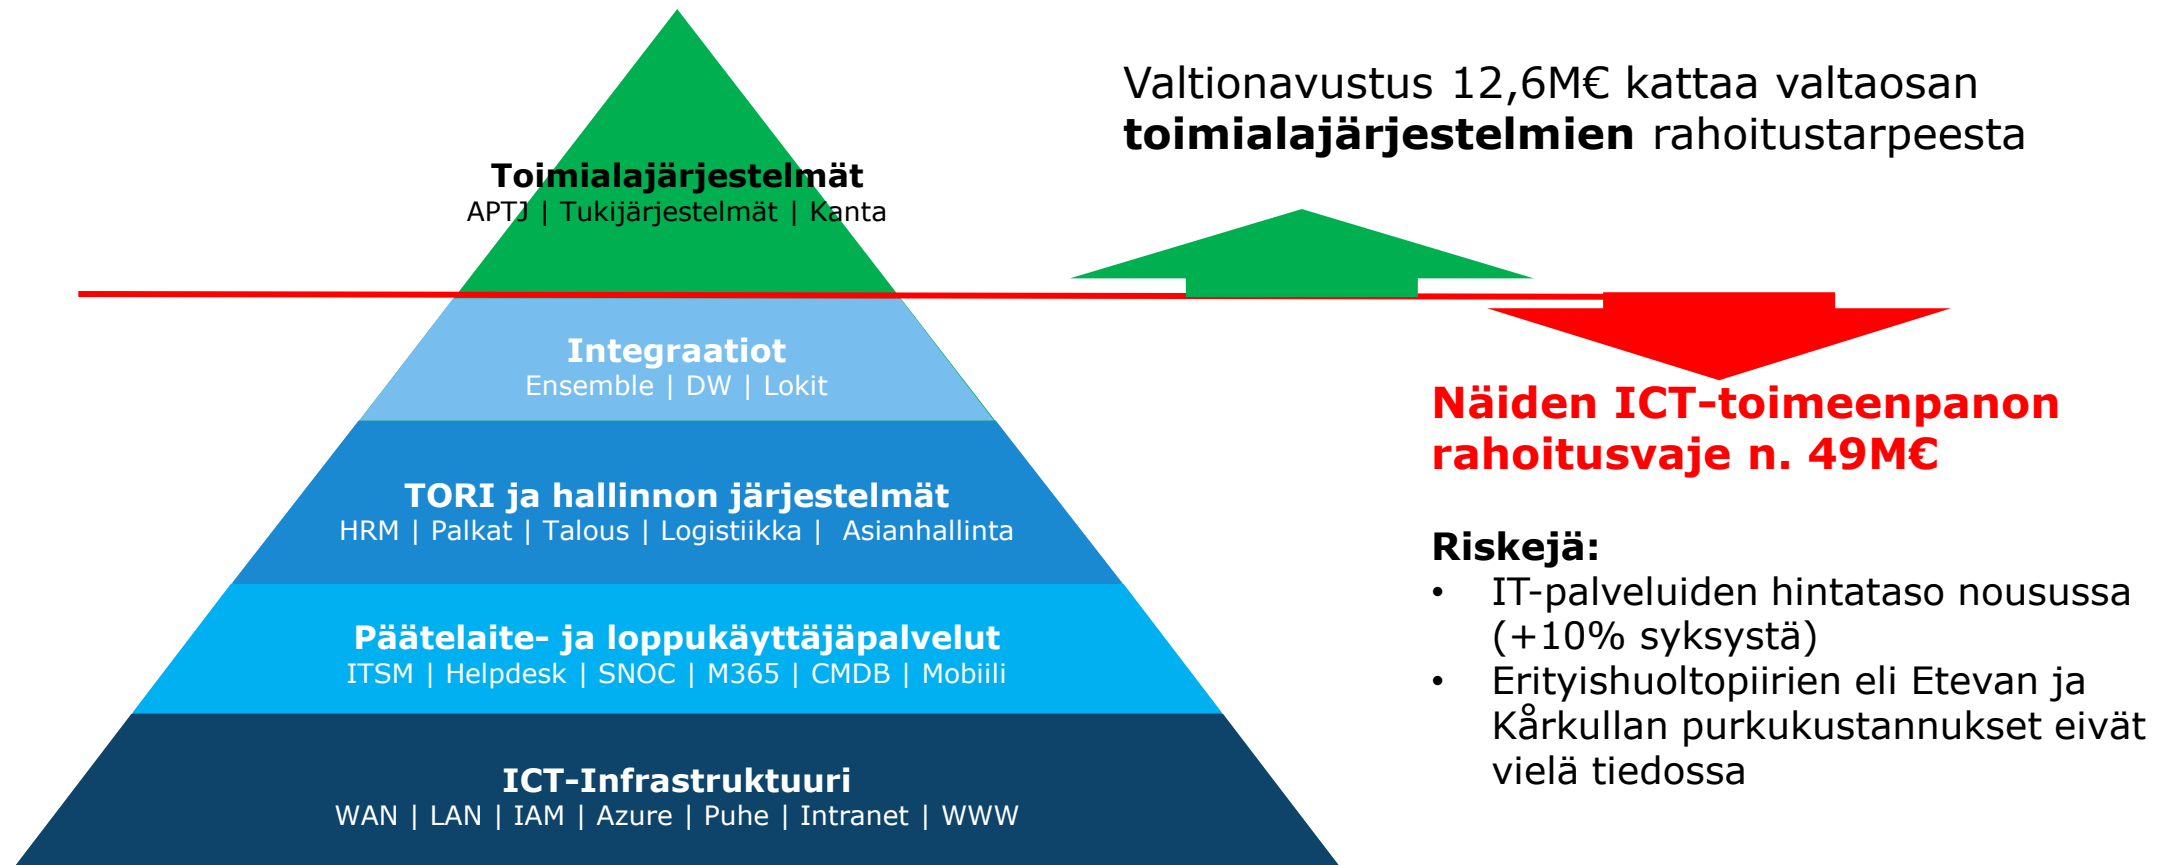 Valtionavustus 12,6M€ kattaa valtaosan
toimialajärjestelmien rahoitustarpeesta
Toimialajärjestelmät
APTJ | Tukijärjestelmät | Kanta
Integraatiot
Ensemble | DW | Lokit
TORI ja hallinnon järjestelmät
HRM | Palkat | Talous | Logistiikka | Asianhallinta
Päätelaite- ja loppukäyttäjäpalvelut
ITSM | Helpdesk | SNOC | M365 | CMDB | Mobiili
ICT-Infrastruktuuri
WAN | LAN | IAM | Azure | Puhe | Intranet | WWW
Näiden ICT-toimeenpanon
rahoitusvaje n. 49M€
Riskejä:
• IT-palveluiden hintataso nousussa
(+10% syksystä)
• Erityishuoltopiirien eli Etevan ja
Kårkullan purkukustannukset eivät
vielä tiedossa